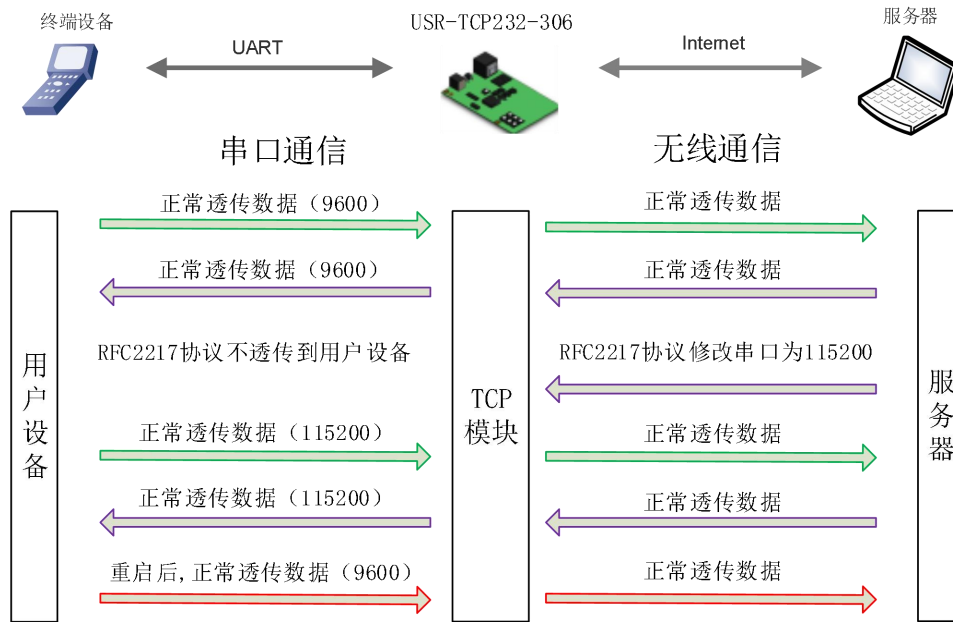 终端设备
USR-TCP232-306
服务器
UART
Internet
串口通信
无线通信
正常透传数据（9600）
正常透传数据
正常透传数据（9600）
正常透传数据
RFC2217协议不透传到用户设备
RFC2217协议修改串口为115200
用户设备
TCP
模块
服务器
正常透传数据（115200）
正常透传数据
正常透传数据（115200）
正常透传数据
重启后,正常透传数据（9600）
正常透传数据